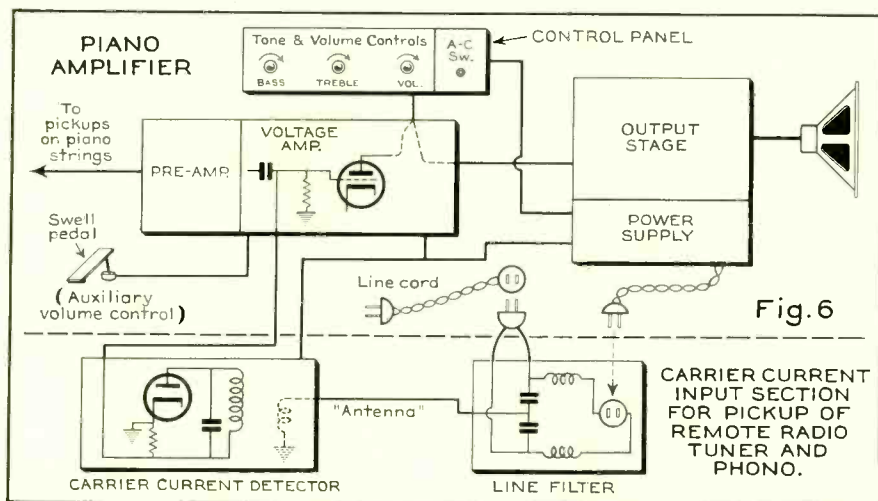 PIANO
AMPLIFIER
Tone & Volume Controls
BASS
TREBLE
VOL.
A-C
Sw.
CONTROL PANEL
To
pickups
on piano
strings
PRE-AMP.
VOLTAGE
AMP.
OUTPUT
STAGE
POWER
SUPPLY
Swell
pedal
(Auxiliary
volume control)
Line cord
Fig.6
"Antenna"
CARRIER CURRENT DETECTOR
LINE FILTER
CARRIER CURRENT
INPUT SECTION
FOR PICKUP OF
REMOTE RADIO
TUNER AND
PHONO.